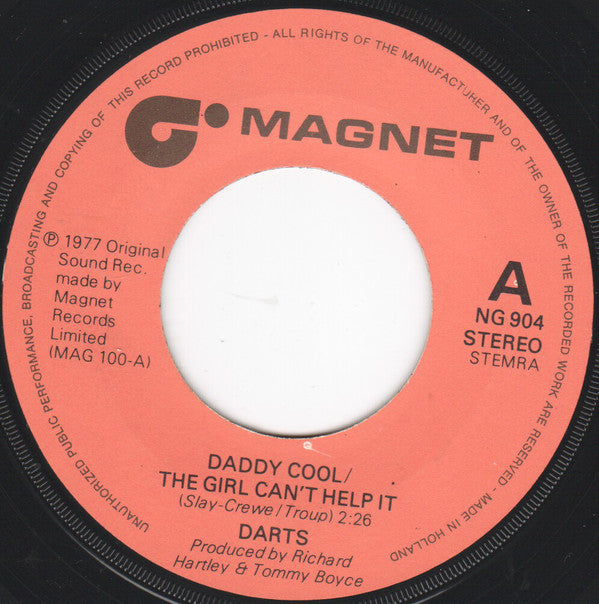 UNAUTHORIZED PUBLIC PERFORMANCE, BROADCASTING AND COPYING OF THIS RECORD PROHIBITED - ALL RIGHTS OF THE MANUFACTURER AND OF THE OWNER OF THE RECORDED WORK ARE RESERVED - MADE IN HOLLAND
MAGNET
℗ 1977 Original
Sound Rec.
made by
Magnet
Records
Limited
(MAG 100-A)
A
NG 904
STEREO
STEMRA
DADDY COOL/
THE GIRL CAN'T HELP IT
(Slay-Crewe/Troup) 2:26
DARTS
Produced by Richard
Hartley & Tommy Boyce